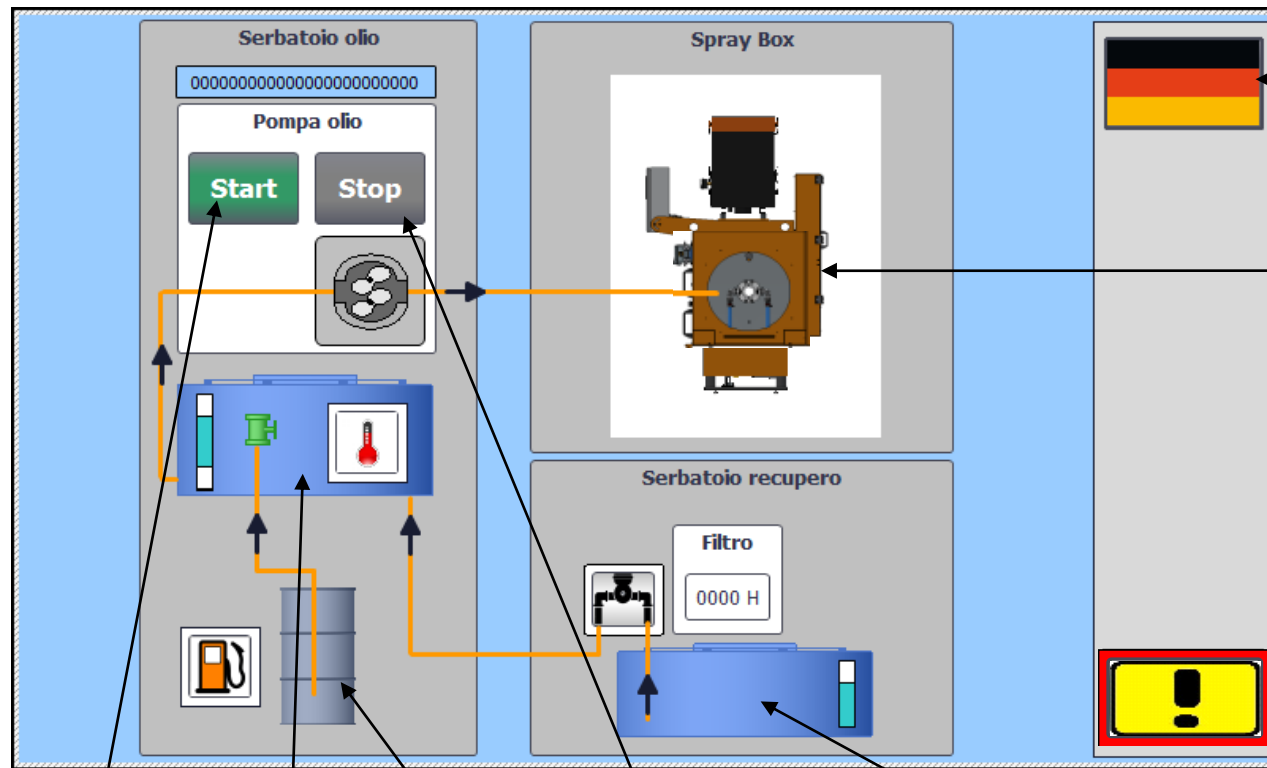 Serbatoio olio
000000000000000000000000
Pompa olio
Start
Stop
Spray Box
Serbatoio recupero
Filtro
0000 H